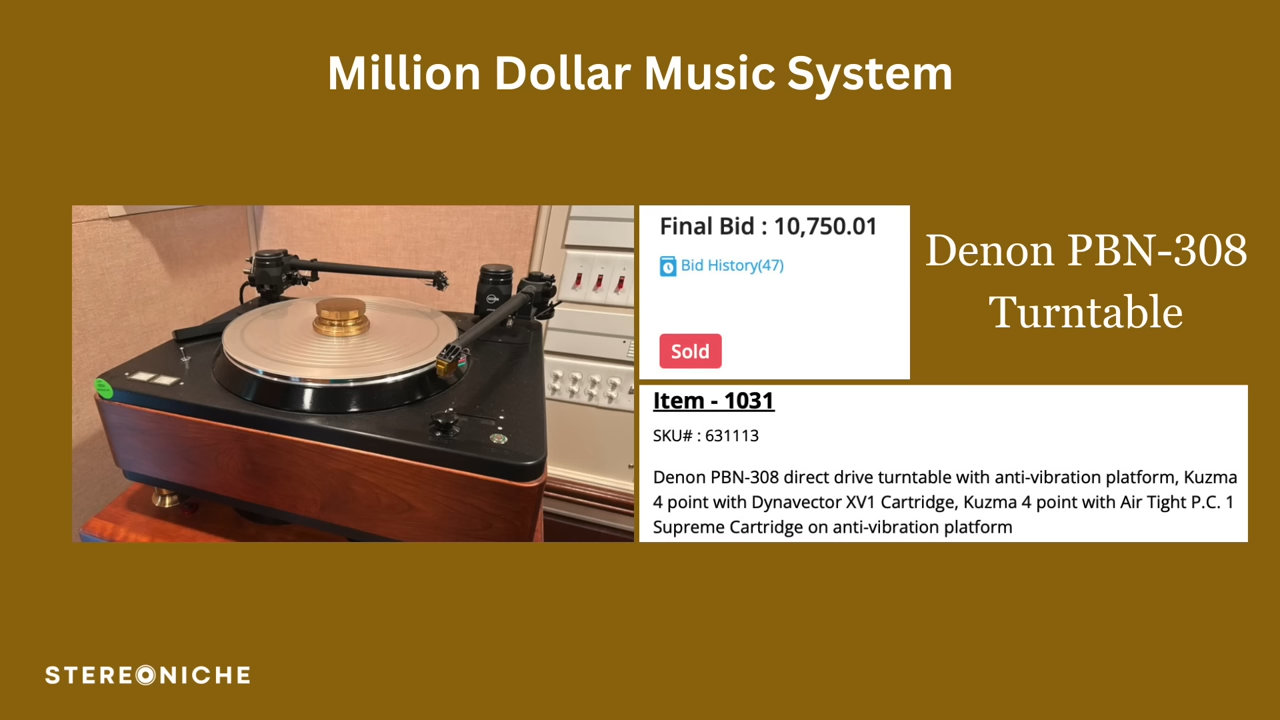 Million Dollar Music System
Final Bid : 10,750.01
Bid History(47)
Sold
Denon PBN-308
Turntable
Item - 1031
SKU# : 631113
Denon PBN-308 direct drive turntable with anti-vibration platform, Kuzma
4 point with Dynavector XV1 Cartridge, Kuzma 4 point with Air Tight P.C. 1
Supreme Cartridge on anti-vibration platform
STEREONICHE